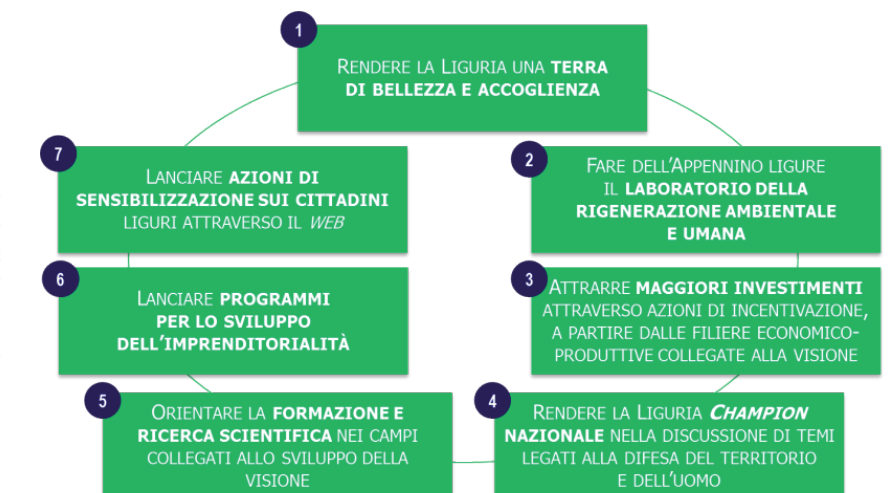 1
RENDERE LA LIGURIA UNA TERRA
DI BELLEZZA E ACCOGLIENZA
2
FARE DELL'APPENNINO LIGURE
IL LABORATORIO DELLA
RIGENERAZIONE AMBIENTALE
E UMANA
3
ATTRARRE MAGGIORI INVESTIMENTI
ATTRAVERSO AZIONI DI INCENTIVAZIONE,
A PARTIRE DALLE FILIERE ECONOMICO-
PRODUTTIVE COLLEGATE ALLA VISIONE
4
RENDERE LA LIGURIA CHAMPION
NAZIONALE NELLA DISCUSSIONE DI TEMI
LEGATI ALLA DIFESA DEL TERRITORIO
E DELL'UOMO
5
ORIENTARE LA FORMAZIONE E
RICERCA SCIENTIFICA NEI CAMPI
COLLEGATI ALLO SVILUPPO DELLA
VISIONE
6
LANCIARE PROGRAMMI
PER LO SVILUPPO
DELL'IMPRENDITORIALITÀ
7
LANCIARE AZIONI DI
SENSIBILIZZAZIONE SUI CITTADINI
LIGURI ATTRAVERSO IL WEB